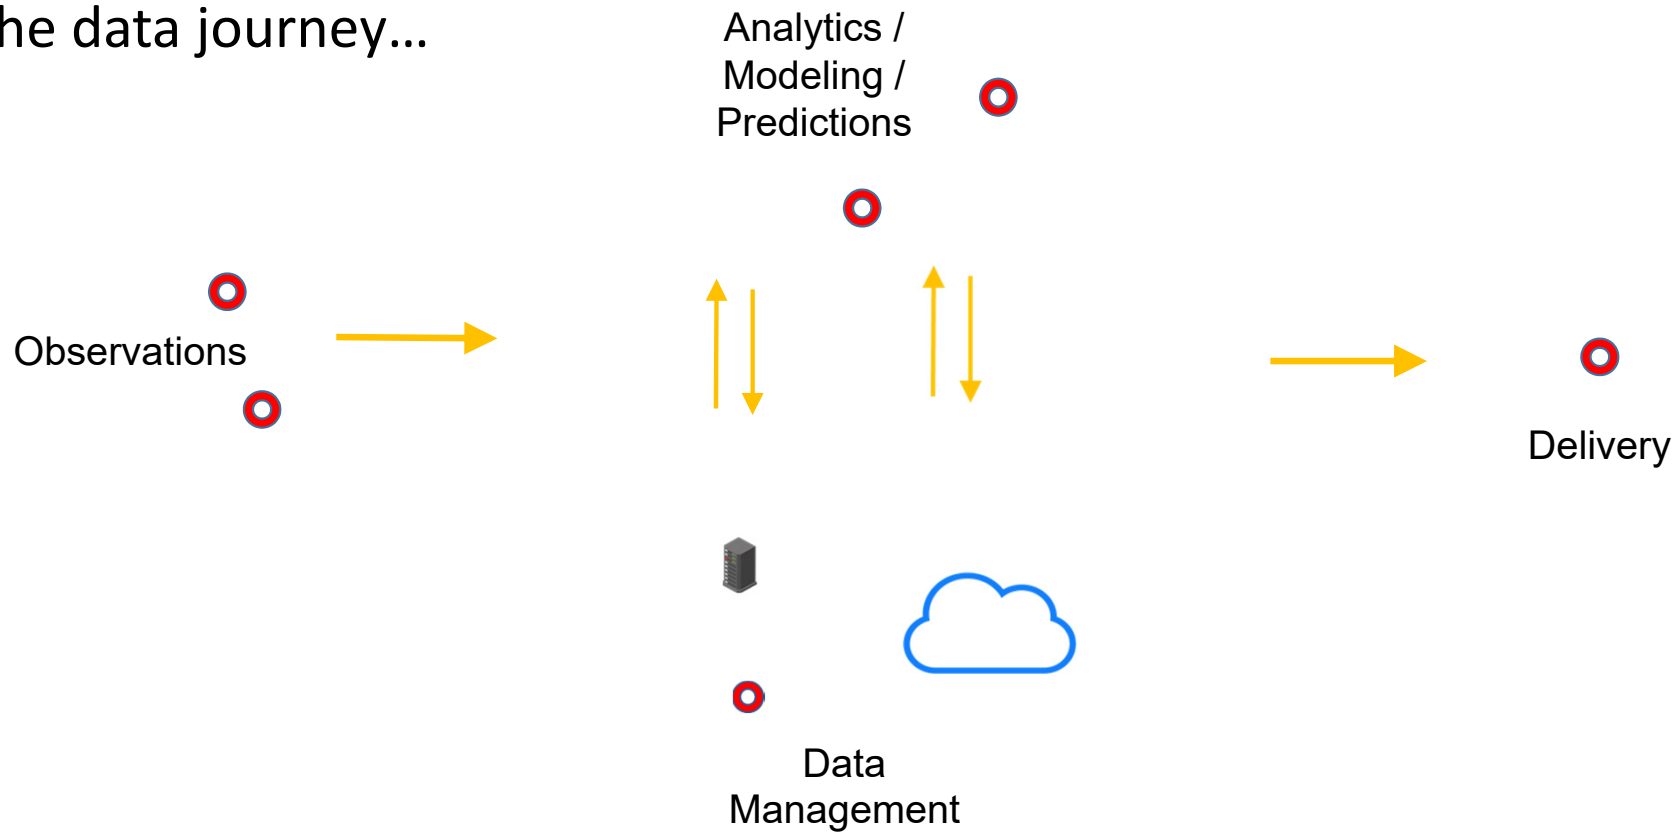 he data journey…
Analytics /
Modeling /
Predictions
Observations
Delivery
Data
Management